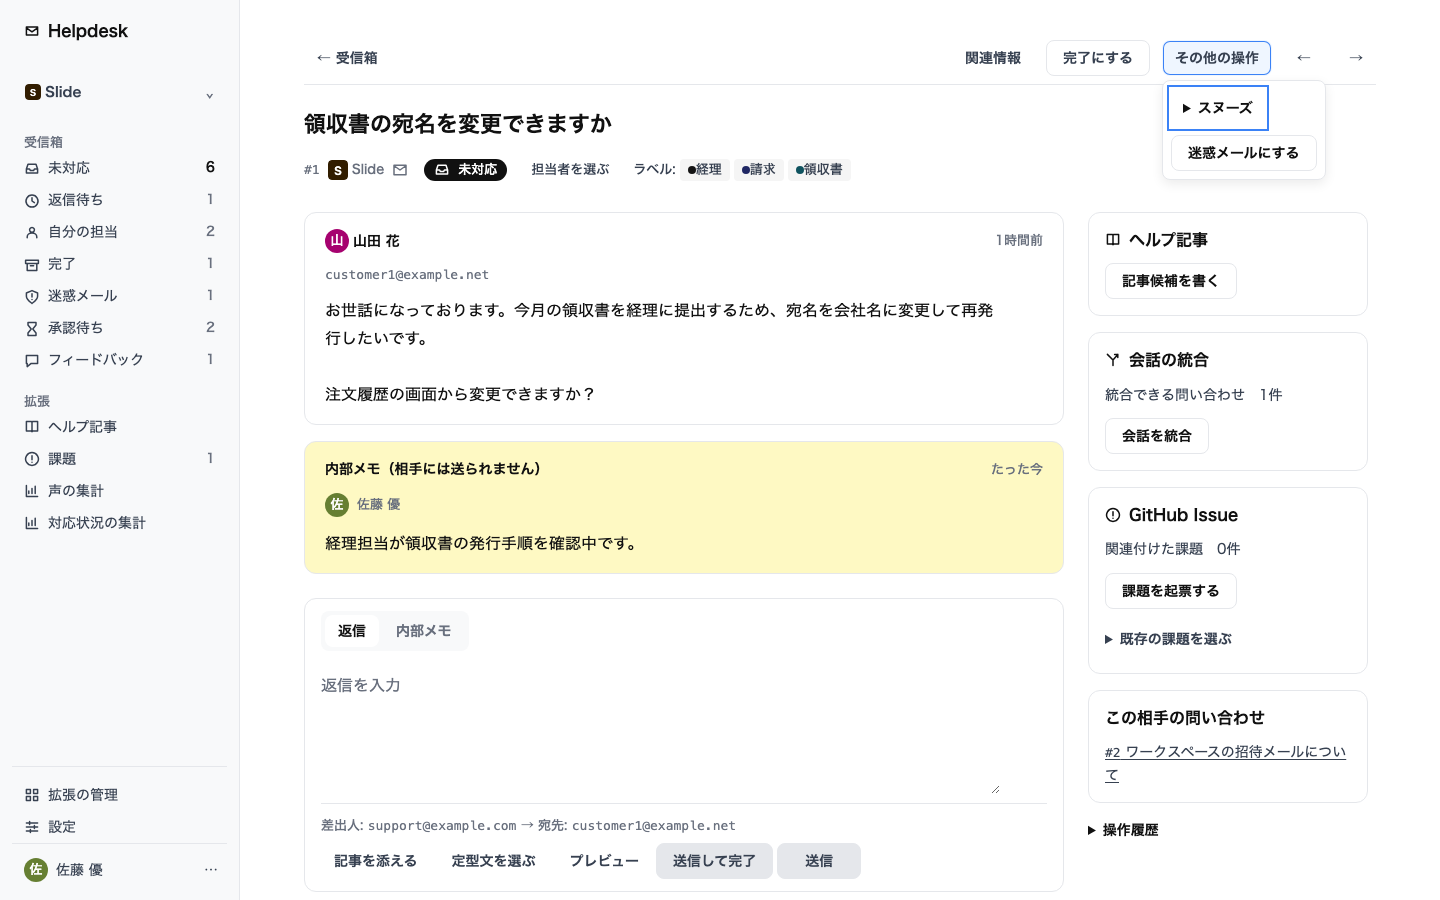 Helpdesk
S Slide
受信箱
未対応 6
返信待ち 1
自分の担当 2
完了 1
迷惑メール 1
承認待ち 2
フィードバック 1
拡張
ヘルプ記事
課題 1
声の集計
対応状況の集計
拡張の管理
設定
佐 佐藤 優 …
← 受信箱
関連情報 完了にする その他の操作 ← →
▶ スヌーズ
迷惑メールにする
領収書の宛名を変更できますか
#1 S Slide 未対応 担当者を選ぶ ラベル: ●経理 ●請求 ●領収書
山 山田 花 1時間前
customer1@example.net
お世話になっております。今月の領収書を経理に提出するため、宛名を会社名に変更して再発
行したいです。
注文履歴の画面から変更できますか？
内部メモ（相手には送られません） たった今
佐 佐藤 優
経理担当が領収書の発行手順を確認中です。
返信 内部メモ
返信を入力
差出人: support@example.com → 宛先: customer1@example.net
記事を添える 定型文を選ぶ プレビュー 送信して完了 送信
ヘルプ記事
記事候補を書く
会話の統合
統合できる問い合わせ 1件
会話を統合
GitHub Issue
関連付けた課題 0件
課題を起票する
▶ 既存の課題を選ぶ
この相手の問い合わせ
#2 ワークスペースの招待メールについ
て
▶ 操作履歴